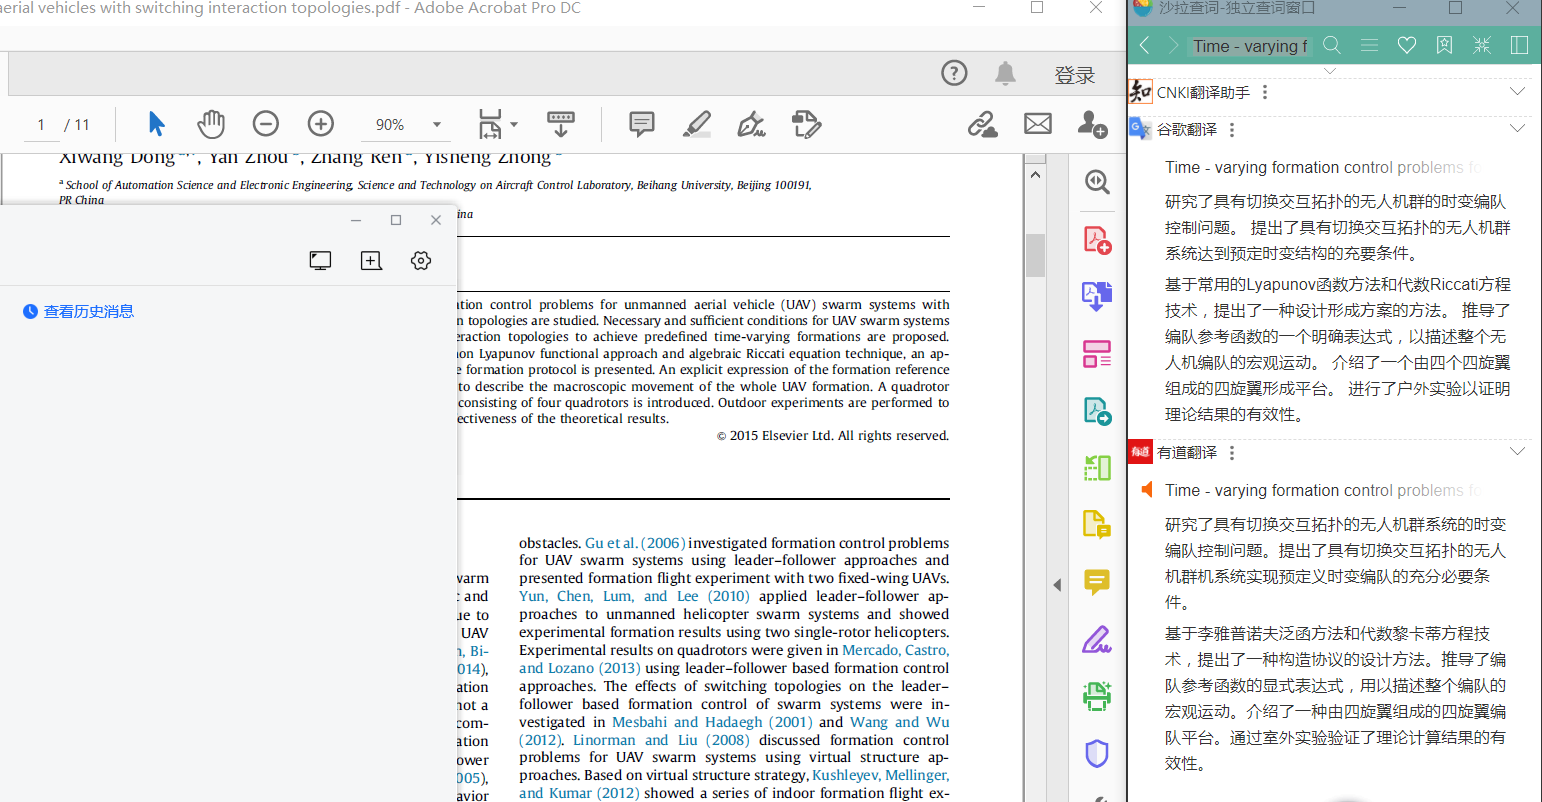 aerial vehicles with switching interaction topologies.pdf - Adobe Acrobat Pro DC
登录
1 / 11
90%
Xiwang Dong, Yan Zhou, Zhang Ren, Yisheng Zhong
a School of Automation Science and Electronic Engineering, Science and Technology on Aircraft Control Laboratory, Beihang University, Beijing 100191,
PR China
ina
查看历史消息
tion control problems for unmanned aerial vehicle (UAV) swarm systems with
n topologies are studied. Necessary and sufficient conditions for UAV swarm systems
eraction topologies to achieve predefined time-varying formations are proposed.
on Lyapunov functional approach and algebraic Riccati equation technique, an ap-
e formation protocol is presented. An explicit expression of the formation reference
to describe the macroscopic movement of the whole UAV formation. A quadrotor
consisting of four quadrotors is introduced. Outdoor experiments are performed to
ectiveness of the theoretical results.
© 2015 Elsevier Ltd. All rights reserved.
warm
t and
ue to
UAV
n, Bi-
014),
ation
not a
com-
ation
ower
005),
avior
obstacles. Gu et al. (2006) investigated formation control problems
for UAV swarm systems using leader–follower approaches and
presented formation flight experiment with two fixed-wing UAVs.
Yun, Chen, Lum, and Lee (2010) applied leader–follower ap-
proaches to unmanned helicopter swarm systems and showed
experimental formation results using two single-rotor helicopters.
Experimental results on quadrotors were given in Mercado, Castro,
and Lozano (2013) using leader–follower based formation control
approaches. The effects of switching topologies on the leader–
follower based formation control of swarm systems were in-
vestigated in Mesbahi and Hadaegh (2001) and Wang and Wu
(2012). Linorman and Liu (2008) discussed formation control
problems for UAV swarm systems using virtual structure ap-
proaches. Based on virtual structure strategy, Kushleyev, Mellinger,
and Kumar (2012) showed a series of indoor formation flight ex-
沙拉查词-独立查词窗口
Time - varying f
知 CNKI翻译助手
谷歌翻译
Time - varying formation control problems fo
研究了具有切换交互拓扑的无人机群的时变编队
控制问题。 提出了具有切换交互拓扑的无人机群
系统达到预定时变结构的充要条件。
基于常用的Lyapunov函数方法和代数Riccati方程
技术，提出了一种设计形成方案的方法。 推导了
编队参考函数的一个明确表达式，以描述整个无
人机编队的宏观运动。 介绍了一个由四个四旋翼
组成的四旋翼形成平台。 进行了户外实验以证明
理论结果的有效性。
有道 有道翻译
Time - varying formation control problems fo
研究了具有切换交互拓扑的无人机群系统的时变
编队控制问题。提出了具有切换交互拓扑的无人
机群机系统实现预定义时变编队的充分必要条
件。
基于李雅普诺夫泛函方法和代数黎卡蒂方程技
术，提出了一种构造协议的设计方法。推导了编
队参考函数的显式表达式，用以描述整个编队的
宏观运动。介绍了一种由四旋翼组成的四旋翼编
队平台。通过室外实验验证了理论计算结果的有
效性。